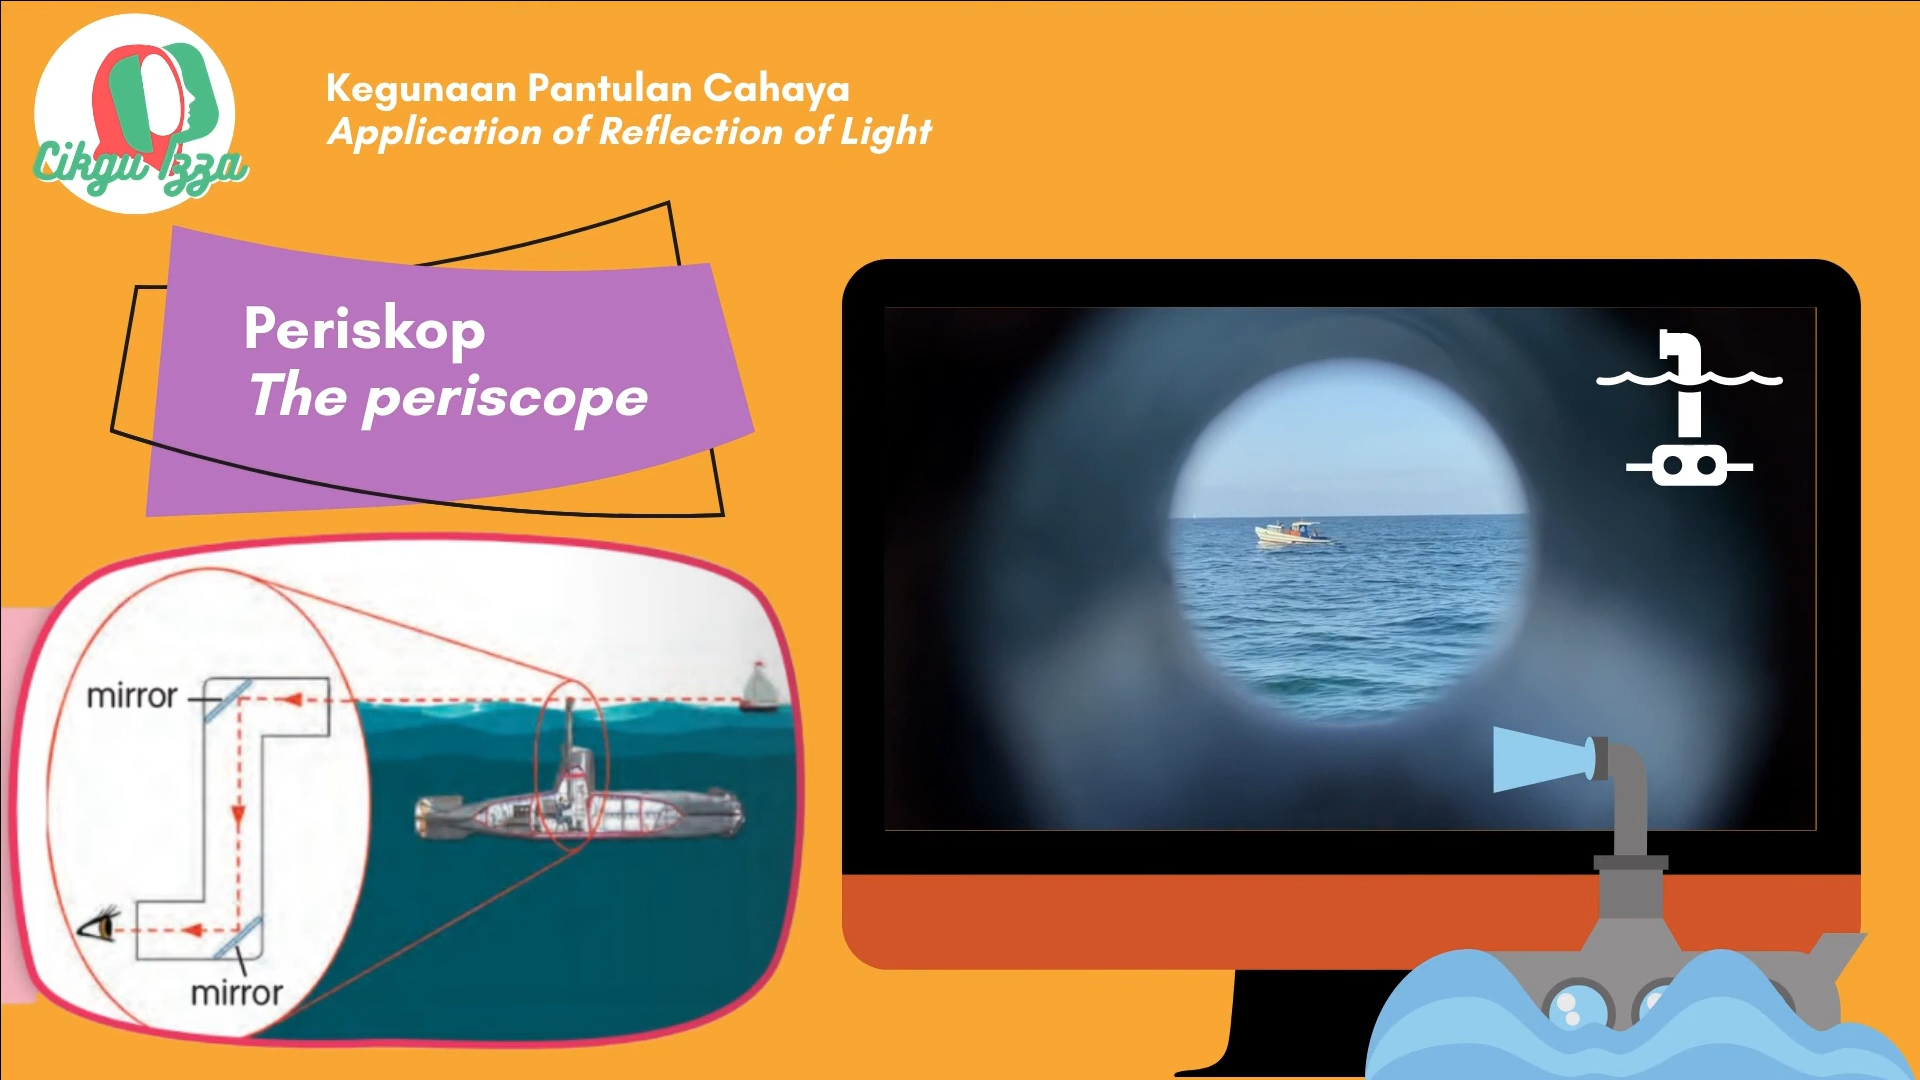 Cikgu Izza
Kegunaan Pantulan Cahaya
Application of Reflection of Light
Periskop
The periscope
mirror
mirror